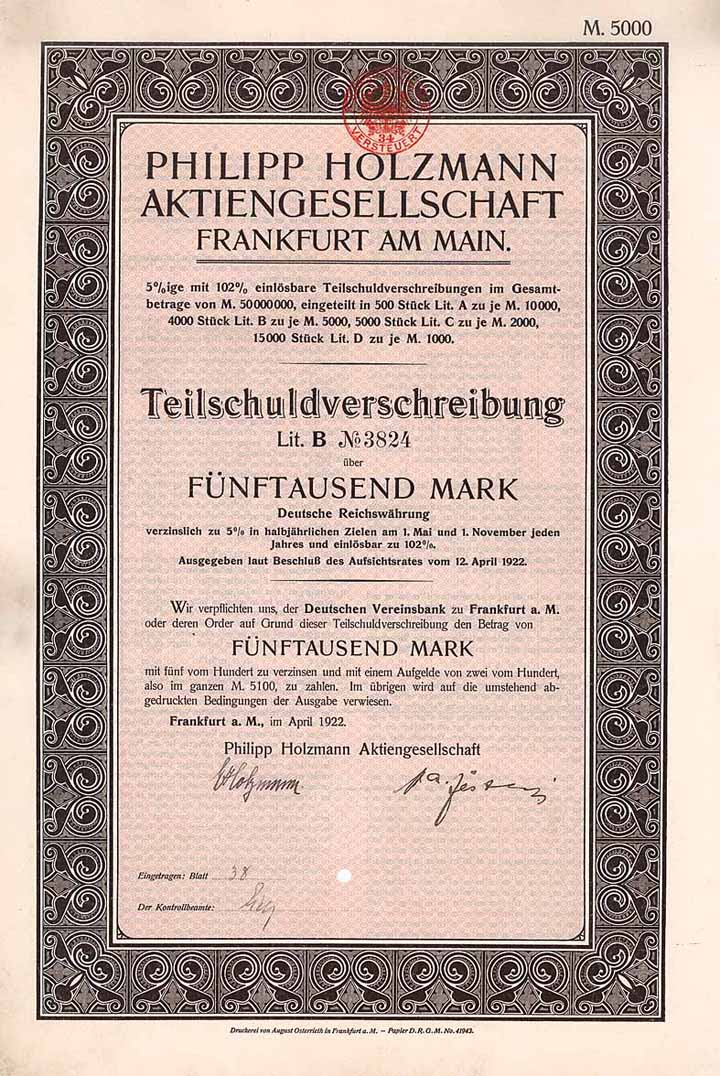 M. 5000
34
VERSTEUERT
PHILIPP HOLZMANN
AKTIENGESELLSCHAFT
FRANKFURT AM MAIN.
5%ige mit 102% einlösbare Teilschuldverschreibungen im Gesamt-
betrage von M. 50000000, eingeteilt in 500 Stück Lit. A zu je M. 10000,
4000 Stück Lit. B zu je M. 5000, 5000 Stück Lit. C zu je M. 2000,
15000 Stück Lit. D zu je M. 1000.
Teilschuldverschreibung
Lit. B № 3824
über
FÜNFTAUSEND MARK
Deutsche Reichswährung
verzinslich zu 5% in halbjährlichen Zielen am 1. Mai und 1. November jeden
Jahres und einlösbar zu 102%.
Ausgegeben laut Beschluß des Aufsichtsrates vom 12. April 1922.
Wir verpflichten uns, der Deutschen Vereinsbank zu Frankfurt a. M.
oder deren Order auf Grund dieser Teilschuldverschreibung den Betrag von
FÜNFTAUSEND MARK
mit fünf vom Hundert zu verzinsen und mit einem Aufgelde von zwei vom Hundert,
also im ganzen M. 5100, zu zahlen. Im übrigen wird auf die umstehend ab-
gedruckten Bedingungen der Ausgabe verwiesen.
Frankfurt a. M., im April 1922.
Philipp Holzmann Aktiengesellschaft
Holzmann
Eingetragen: Blatt 38
Der Kontrollbeamte:
Druckerei von August Osterrieth in Frankfurt a. M. — Papier D. R. G. M. No. 41943.